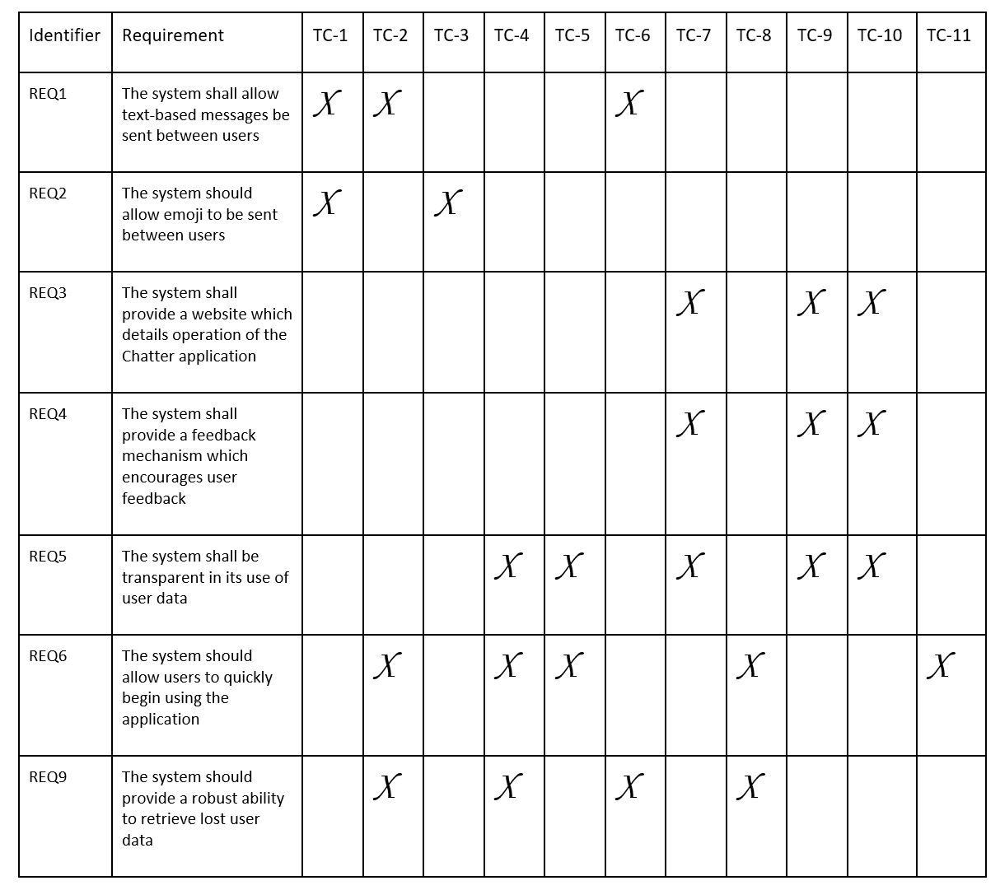 Identifier Requirement TC-1 TC-2 TC-3 TC-4 TC-5 TC-6 TC-7 TC-8 TC-9 TC-10 TC-11
REQ1 The system shall allow X X X
text-based messages be
sent between users
REQ2 The system should X X
allow emoji to be sent
between users
REQ3 The system shall X X X
provide a website which
details operation of the
Chatter application
REQ4 The system shall X X X
provide a feedback
mechanism which
encourages user
feedback
REQ5 The system shall be X X X X X
transparent in its use of
user data
REQ6 The system should X X X X X
allow users to quickly
begin using the
application
REQ9 The system should X X X X
provide a robust ability
to retrieve lost user
data